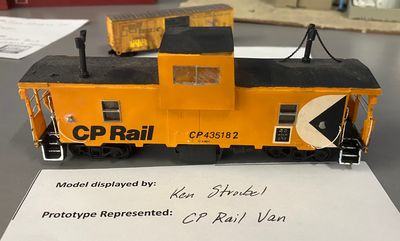 CP Rail
CP 435182
Model displayed by: Ken Strobel
Prototype Represented: CP Rail Van